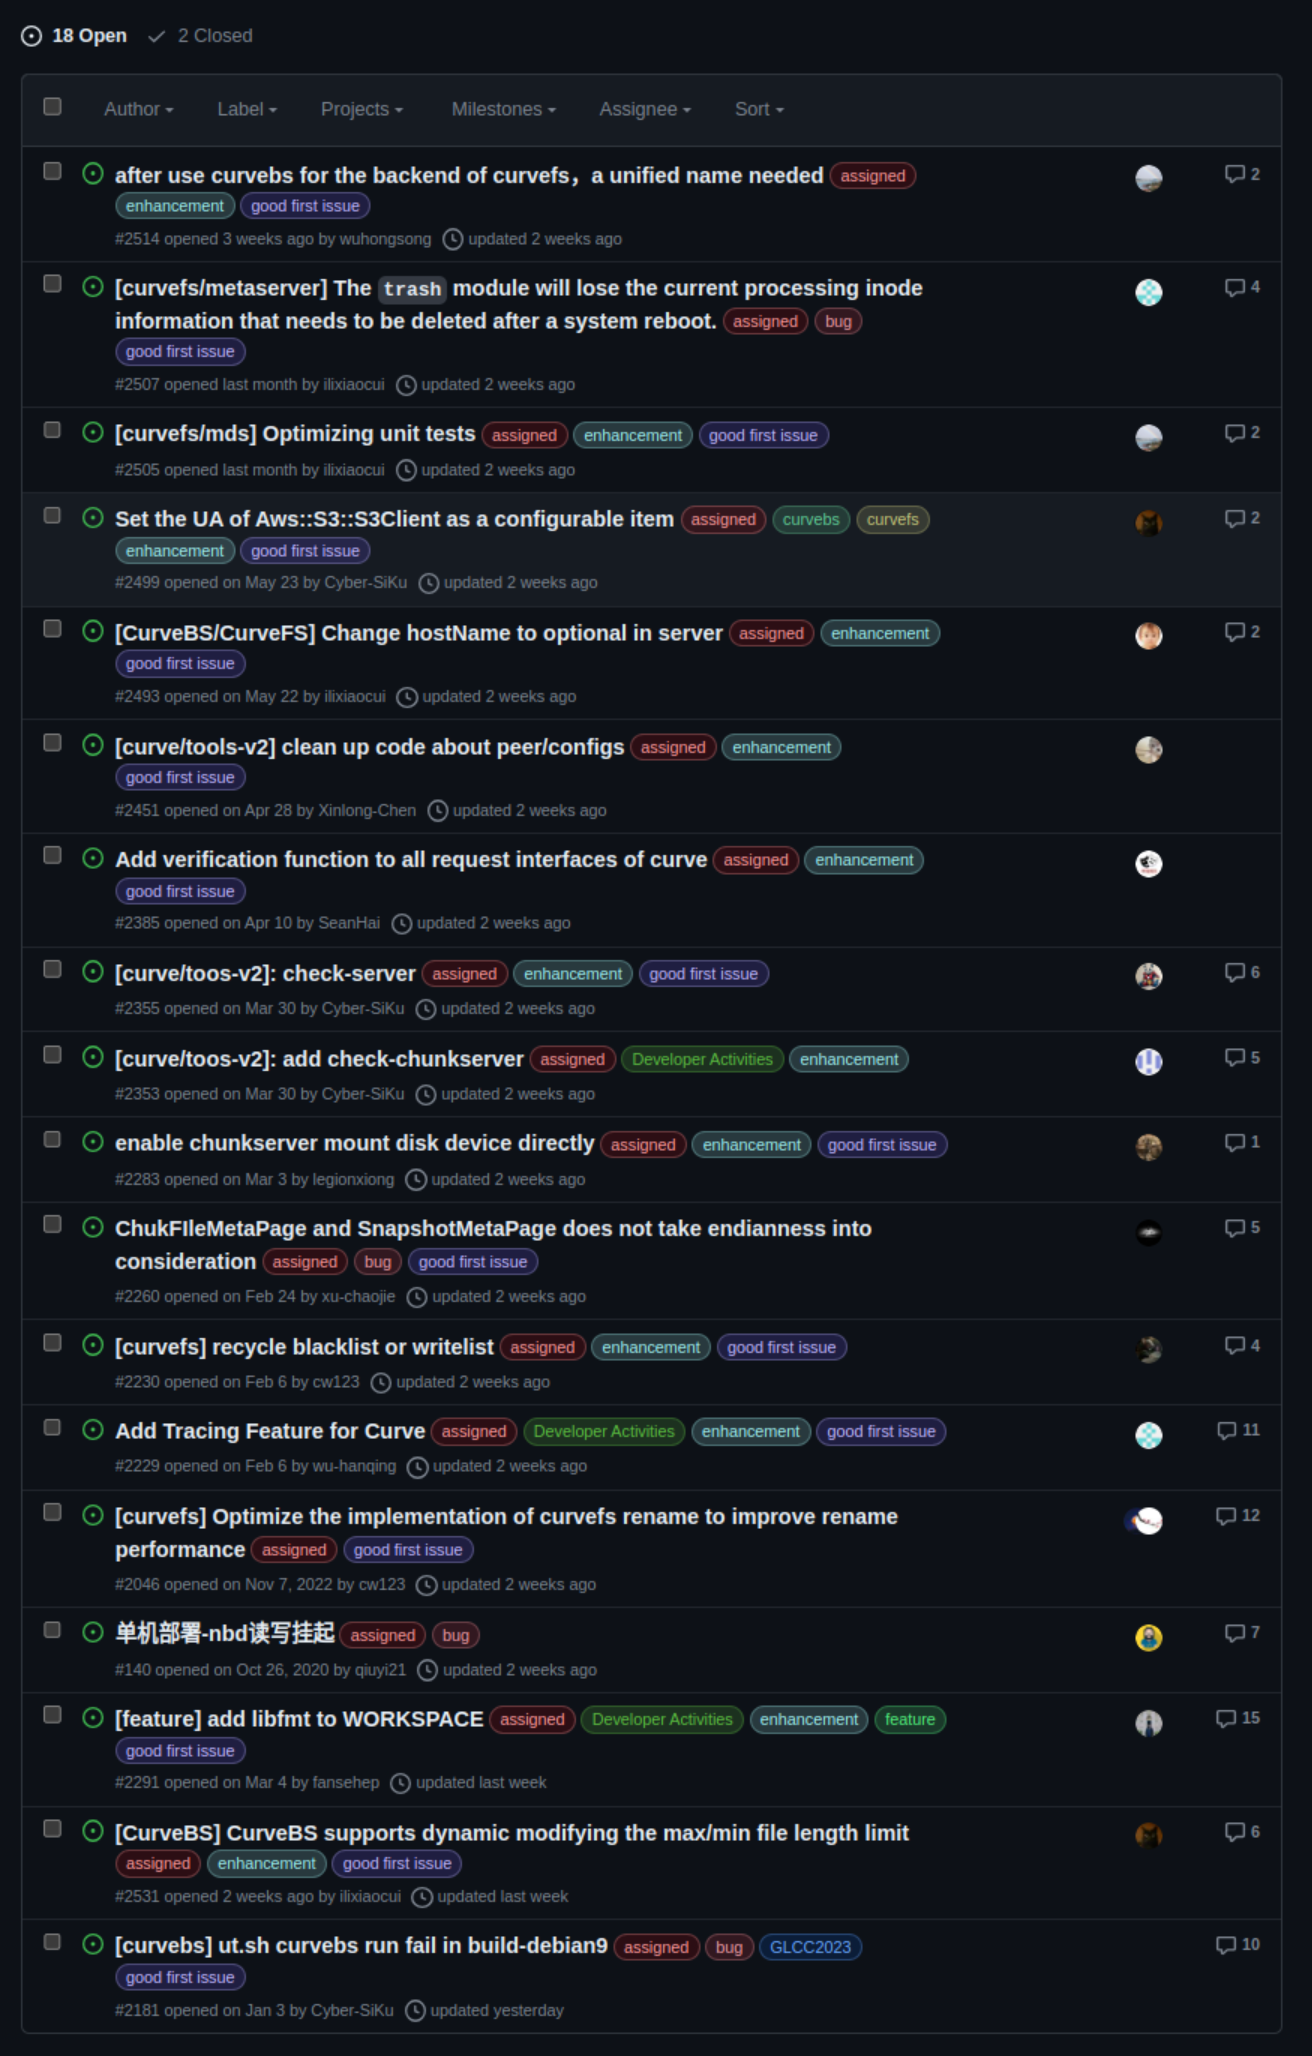 18 Open 2 Closed
Author Label Projects Milestones Assignee Sort
after use curvebs for the backend of curvefs，a unified name needed assigned 2
enhancement good first issue
#2514 opened 3 weeks ago by wuhongsong updated 2 weeks ago
[curvefs/metaserver] The trash module will lose the current processing inode 4
information that needs to be deleted after a system reboot. assigned bug
good first issue
#2507 opened last month by ilixiaocui updated 2 weeks ago
[curvefs/mds] Optimizing unit tests assigned enhancement good first issue 2
#2505 opened last month by ilixiaocui updated 2 weeks ago
Set the UA of Aws::S3::S3Client as a configurable item assigned curvebs curvefs 2
enhancement good first issue
#2499 opened on May 23 by Cyber-SiKu updated 2 weeks ago
[CurveBS/CurveFS] Change hostName to optional in server assigned enhancement 2
good first issue
#2493 opened on May 22 by ilixiaocui updated 2 weeks ago
[curve/tools-v2] clean up code about peer/configs assigned enhancement
good first issue
#2451 opened on Apr 28 by Xinlong-Chen updated 2 weeks ago
Add verification function to all request interfaces of curve assigned enhancement
good first issue
#2385 opened on Apr 10 by SeanHai updated 2 weeks ago
[curve/toos-v2]: check-server assigned enhancement good first issue 6
#2355 opened on Mar 30 by Cyber-SiKu updated 2 weeks ago
[curve/toos-v2]: add check-chunkserver assigned Developer Activities enhancement 5
#2353 opened on Mar 30 by Cyber-SiKu updated 2 weeks ago
enable chunkserver mount disk device directly assigned enhancement good first issue 1
#2283 opened on Mar 3 by legionxiong updated 2 weeks ago
ChukFIleMetaPage and SnapshotMetaPage does not take endianness into 5
consideration assigned bug good first issue
#2260 opened on Feb 24 by xu-chaojie updated 2 weeks ago
[curvefs] recycle blacklist or writelist assigned enhancement good first issue 4
#2230 opened on Feb 6 by cw123 updated 2 weeks ago
Add Tracing Feature for Curve assigned Developer Activities enhancement good first issue 11
#2229 opened on Feb 6 by wu-hanqing updated 2 weeks ago
[curvefs] Optimize the implementation of curvefs rename to improve rename 12
performance assigned good first issue
#2046 opened on Nov 7, 2022 by cw123 updated 2 weeks ago
单机部署-nbd读写挂起 assigned bug 7
#140 opened on Oct 26, 2020 by qiuyi21 updated 2 weeks ago
[feature] add libfmt to WORKSPACE assigned Developer Activities enhancement feature 15
good first issue
#2291 opened on Mar 4 by fansehep updated last week
[CurveBS] CurveBS supports dynamic modifying the max/min file length limit 6
assigned enhancement good first issue
#2531 opened 2 weeks ago by ilixiaocui updated last week
[curvebs] ut.sh curvebs run fail in build-debian9 assigned bug GLCC2023 10
good first issue
#2181 opened on Jan 3 by Cyber-SiKu updated yesterday